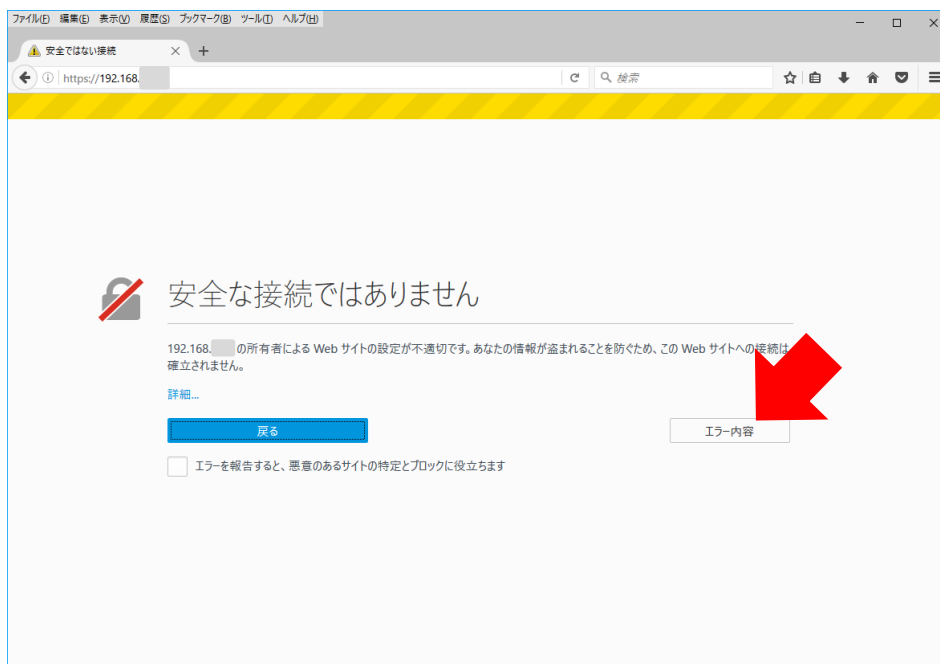 ファイル(F) 編集(E) 表示(V) 履歴(S) ブックマーク(B) ツール(T) ヘルプ(H)
安全ではない接続
https://192.168.
検索
安全な接続ではありません
192.168. の所有者による Web サイトの設定が不適切です。あなたの情報が盗まれることを防ぐため、この Web サイトへの接続は
確立されません。
詳細...
戻る
エラー内容
エラーを報告すると、悪意のあるサイトの特定とブロックに役立ちます